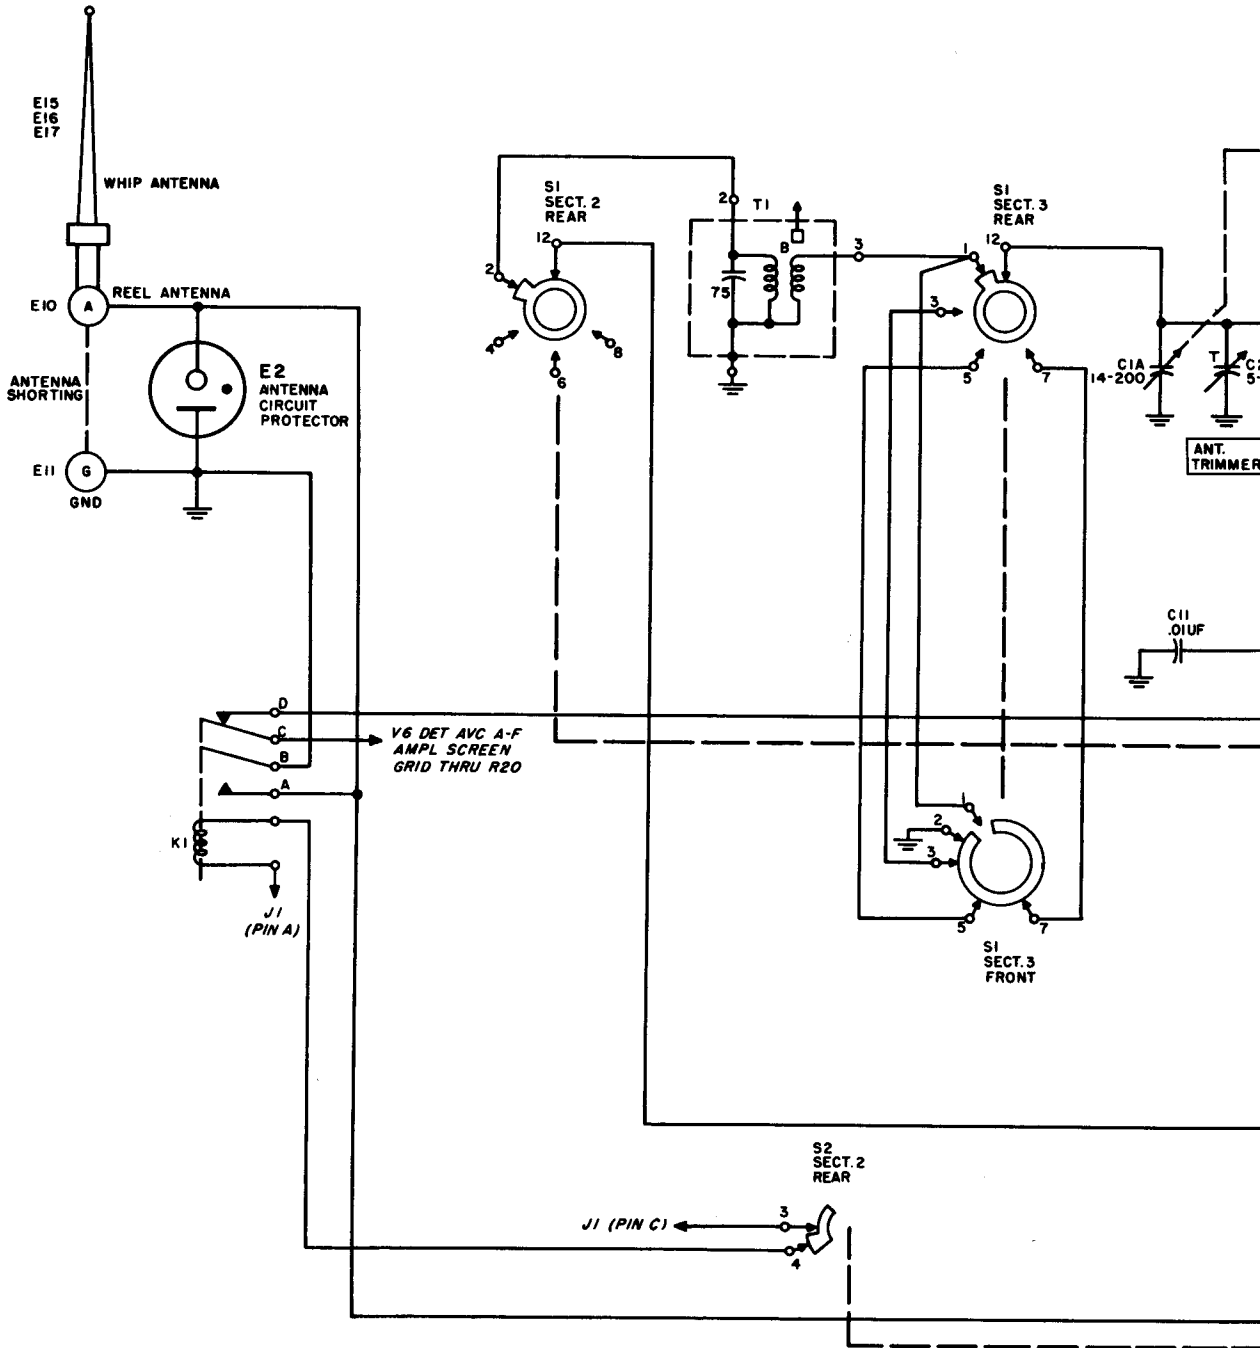 E15
E16
E17
WHIP ANTENNA
E10
A
REEL ANTENNA
ANTENNA
SHORTING
E2
ANTENNA
CIRCUIT
PROTECTOR
E11
G
GND
S1
SECT. 2
REAR
12
2
4
6
8
2
T1
B
75
3
S1
SECT. 3
REAR
1
12
3
5
7
C1A
14-200
T
C2
5-
ANT.
TRIMMER
C11
.01UF
D
C
B
A
V6 DET AVC A-F
AMPL SCREEN
GRID THRU R20
K1
J1
(PIN A)
1
2
3
5
7
S1
SECT. 3
FRONT
S2
SECT. 2
REAR
J1 (PIN C)
3
4